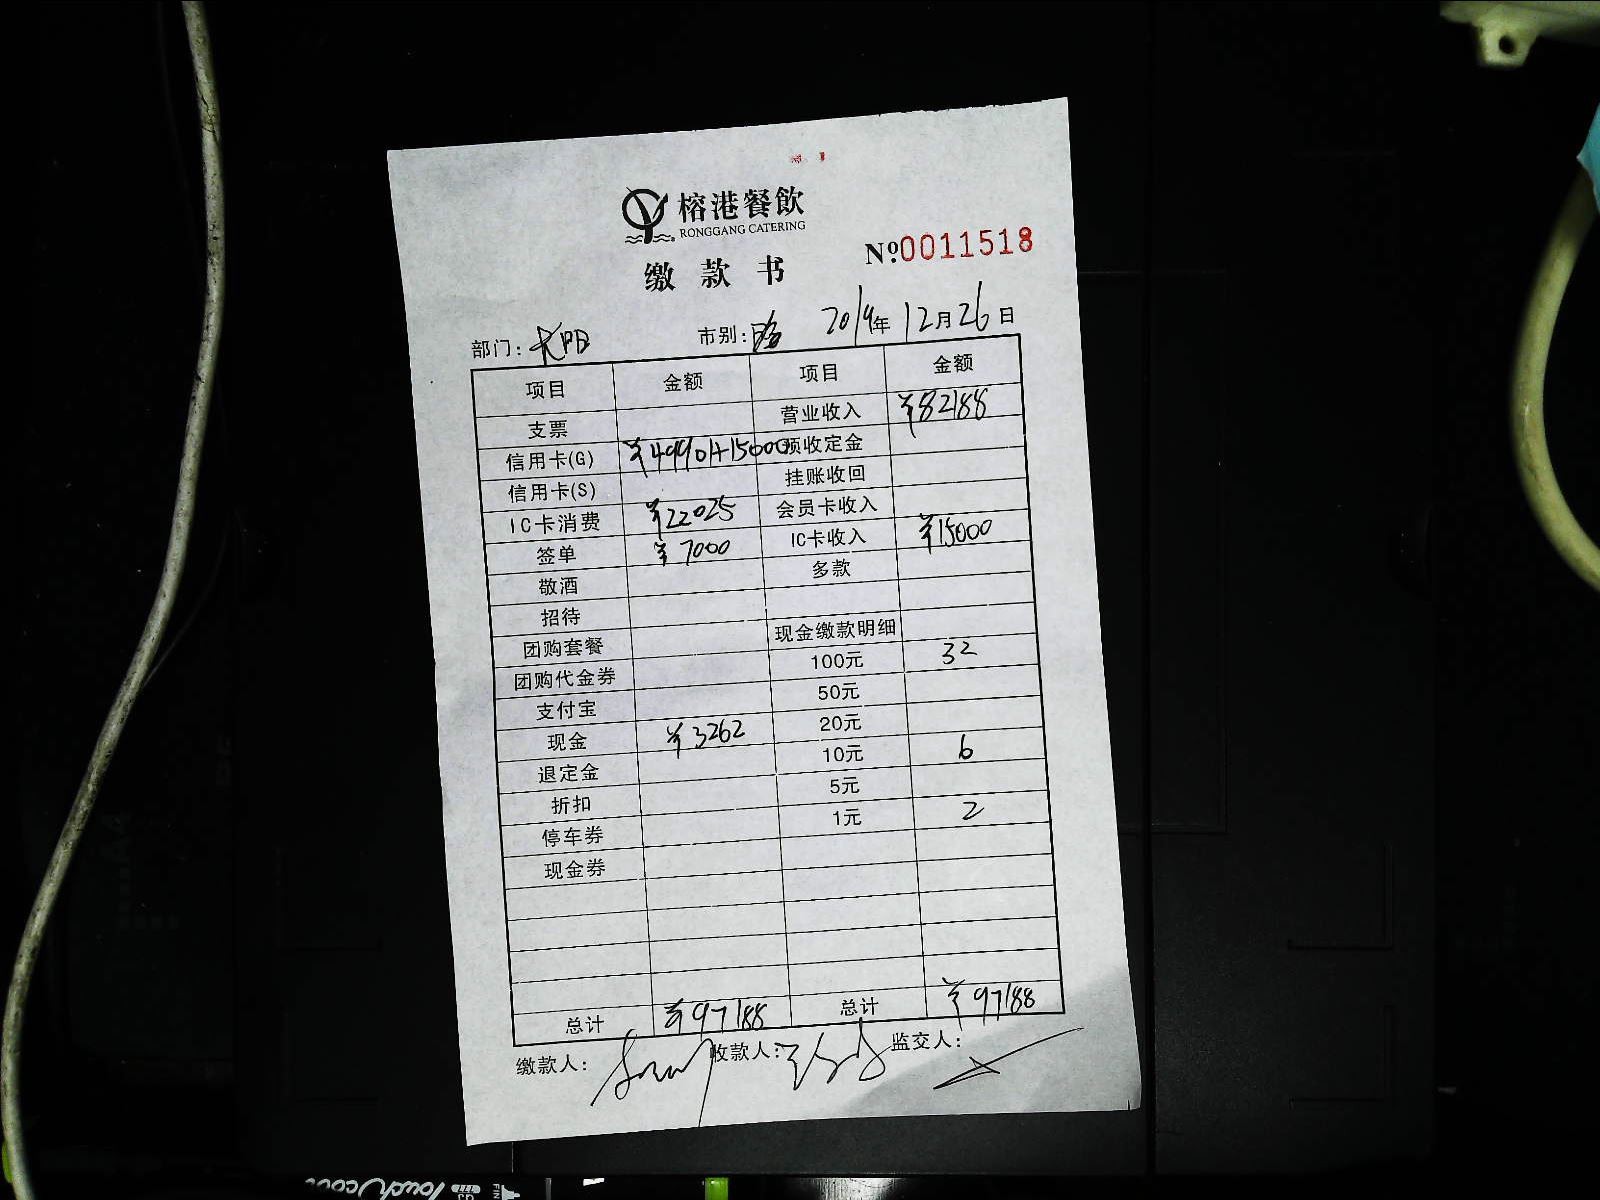 榕港餐飲
RONGGANG CATERING
№0011518
缴款书
部门: 市别: 2019年12月26日
项目 金额 项目 金额
支票 营业收入 ¥82188
信用卡(G) ¥49901+15000 预收定金
信用卡(S) 挂账收回
IC卡消费 ¥22025 会员卡收入
签单 ¥7000 IC卡收入 ¥15000
敬酒 多款
招待
团购套餐 现金缴款明细
团购代金券 100元 32
支付宝 50元
现金 ¥3262 20元
退定金 10元 6
折扣 5元
停车券 1元 2
现金券
总计 ¥97188 总计 ¥97188
缴款人: 收款人: 监交人:
Touch cool